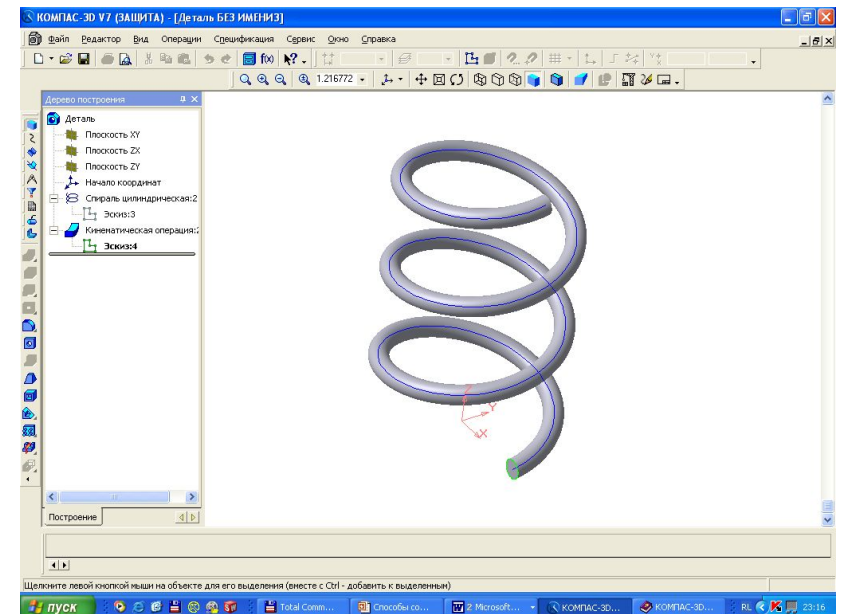 КОМПАС-3D V7 (ЗАЩИТА) - [Деталь БЕЗ ИМЕНИ3]
Файл Редактор Вид Операции Спецификация Сервис Окно Справка
f(x)
1.216772
Дерево построения
Деталь
Плоскость XY
Плоскость ZX
Плоскость ZY
Начало координат
Спираль цилиндрическая:2
Эскиз:3
Кинематическая операция:2
Эскиз:4
Z
Y
X
Построение
Щелкните левой кнопкой мыши на объекте для его выделения (вместе с Ctrl - добавить к выделенным)
пуск Total Comm... Способы со... 2 Microsoft... КОМПАС-3D... КОМПАС-3D... RL 23:16